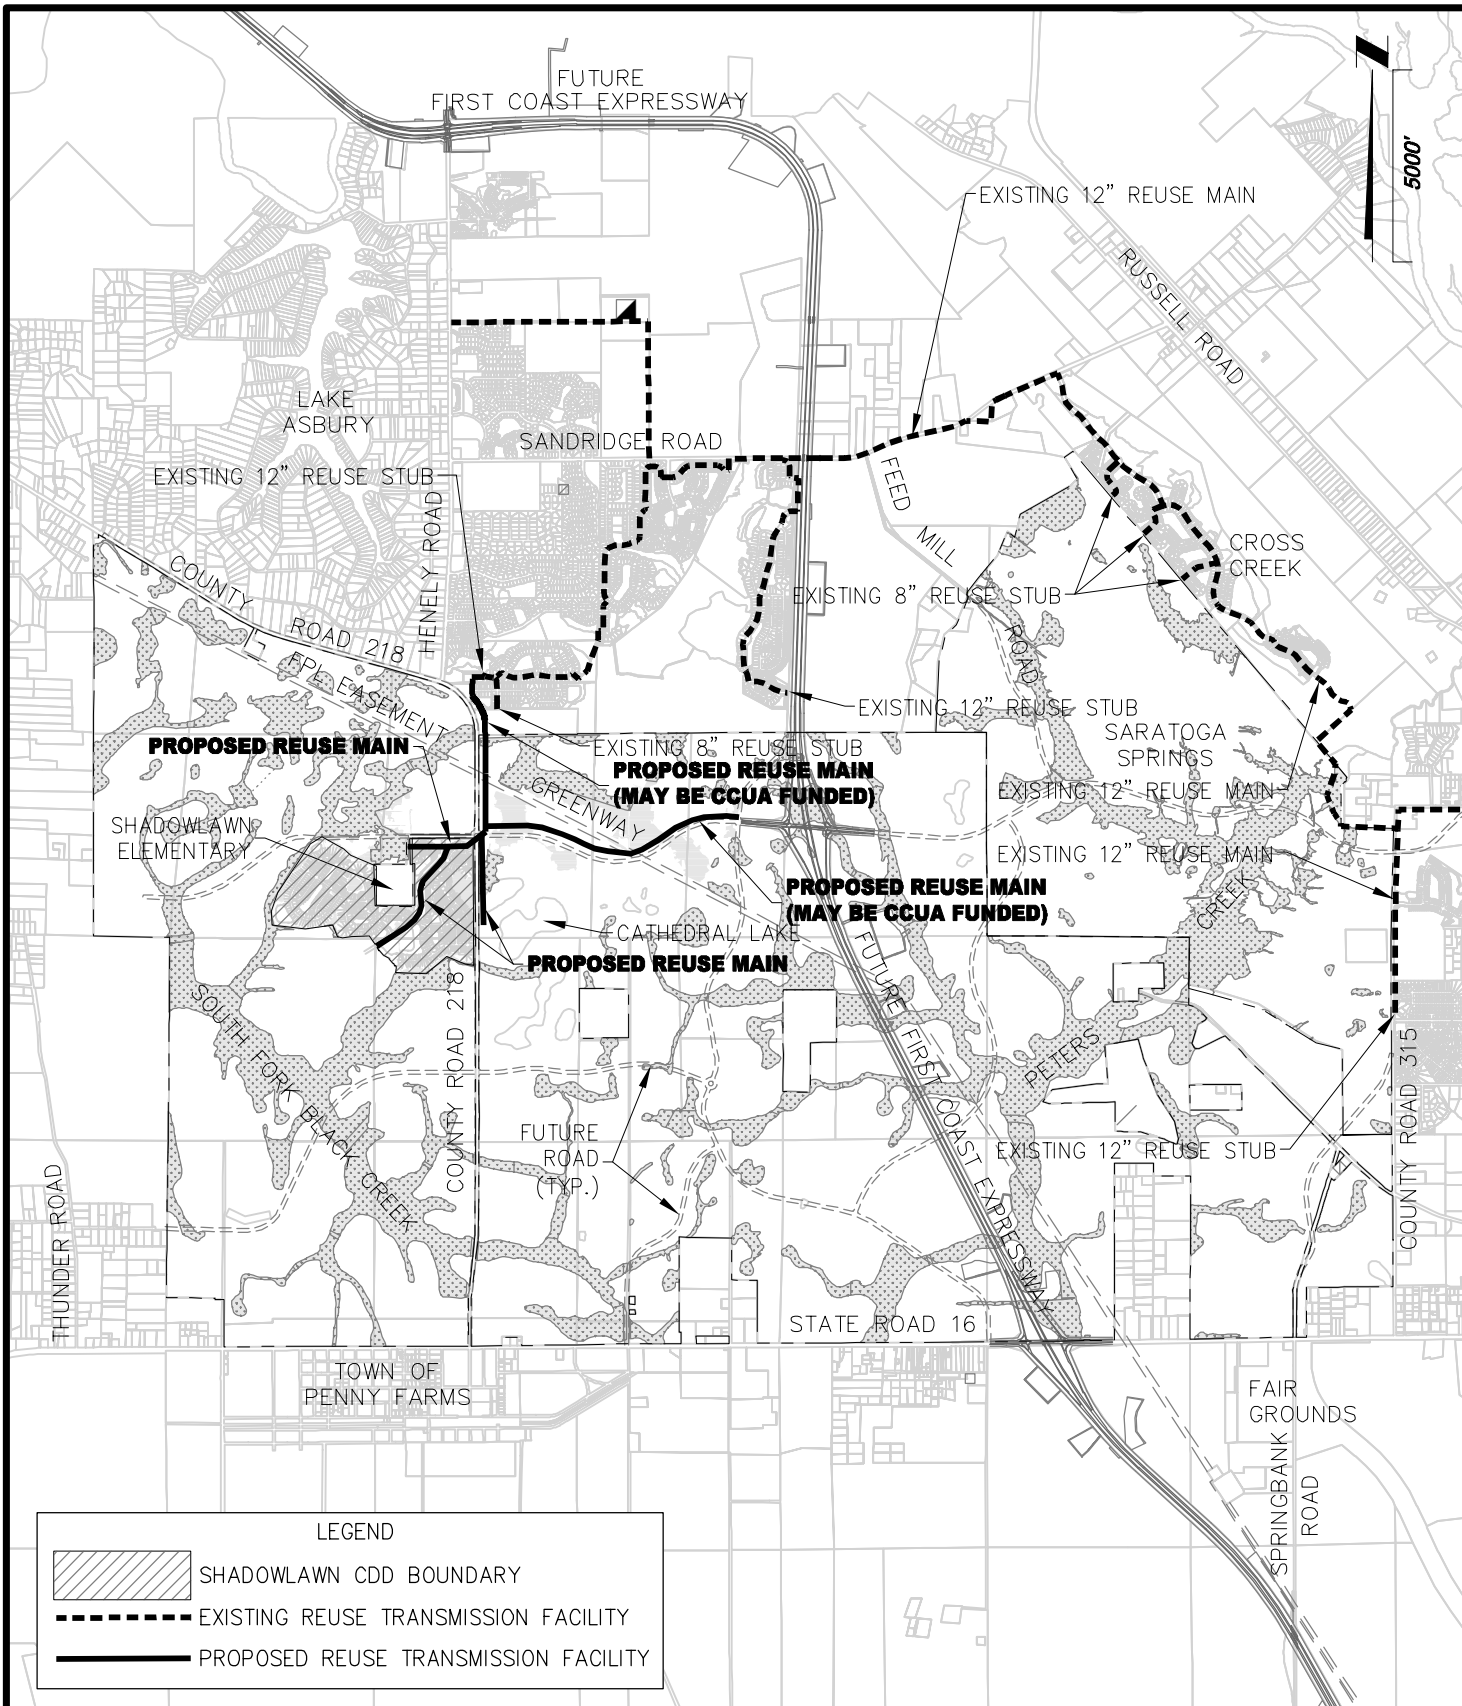 FUTURE
FIRST COAST EXPRESSWAY
5000'
EXISTING 12" REUSE MAIN
RUSSELL ROAD
LAKE
ASBURY
SANDRIDGE ROAD
EXISTING 12" REUSE STUB
HENELY ROAD
FEED
MILL
ROAD
CROSS
CREEK
EXISTING 8" REUSE STUB
COUNTY
ROAD 218
FPL EASEMENT
EXISTING 12" REUSE STUB
SARATOGA
SPRINGS
PROPOSED REUSE MAIN
EXISTING 8" REUSE STUB
PROPOSED REUSE MAIN
(MAY BE CCUA FUNDED)
EXISTING 12" REUSE MAIN
GREENWAY
SHADOWLAWN
ELEMENTARY
EXISTING 12" REUSE MAIN
PROPOSED REUSE MAIN
(MAY BE CCUA FUNDED)
CREEK
CATHEDRAL LAKE
PROPOSED REUSE MAIN
FUTURE FIRST COAST EXPRESSWAY
SOUTH FORK BLACK CREEK
COUNTY ROAD 218
PETERS
COUNTY ROAD 315
FUTURE
ROAD
(TYP.)
EXISTING 12" REUSE STUB
THUNDER ROAD
STATE ROAD 16
TOWN OF
PENNY FARMS
FAIR
GROUNDS
SPRINGBANK
ROAD
LEGEND
SHADOWLAWN CDD BOUNDARY
EXISTING REUSE TRANSMISSION FACILITY
PROPOSED REUSE TRANSMISSION FACILITY